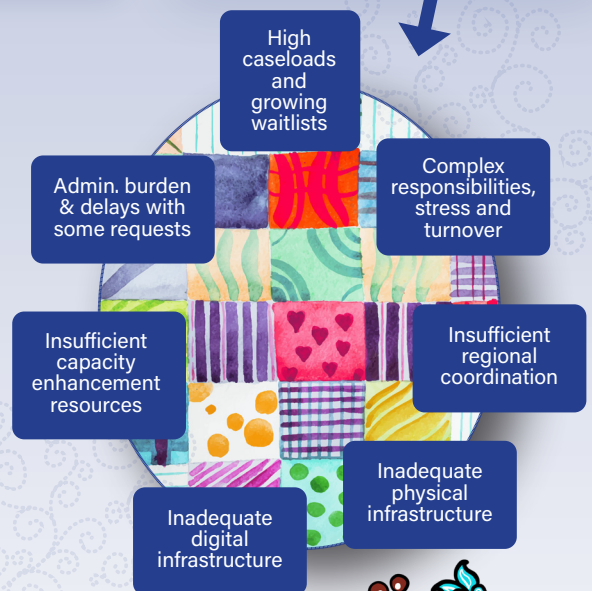 High
caseloads
and
growing
waitlists
Admin. burden
& delays with
some requests
Complex
responsibilities,
stress and
turnover
Insufficient
capacity
enhancement
resources
Insufficient
regional
coordination
Inadequate
physical
infrastructure
Inadequate
digital
infrastructure